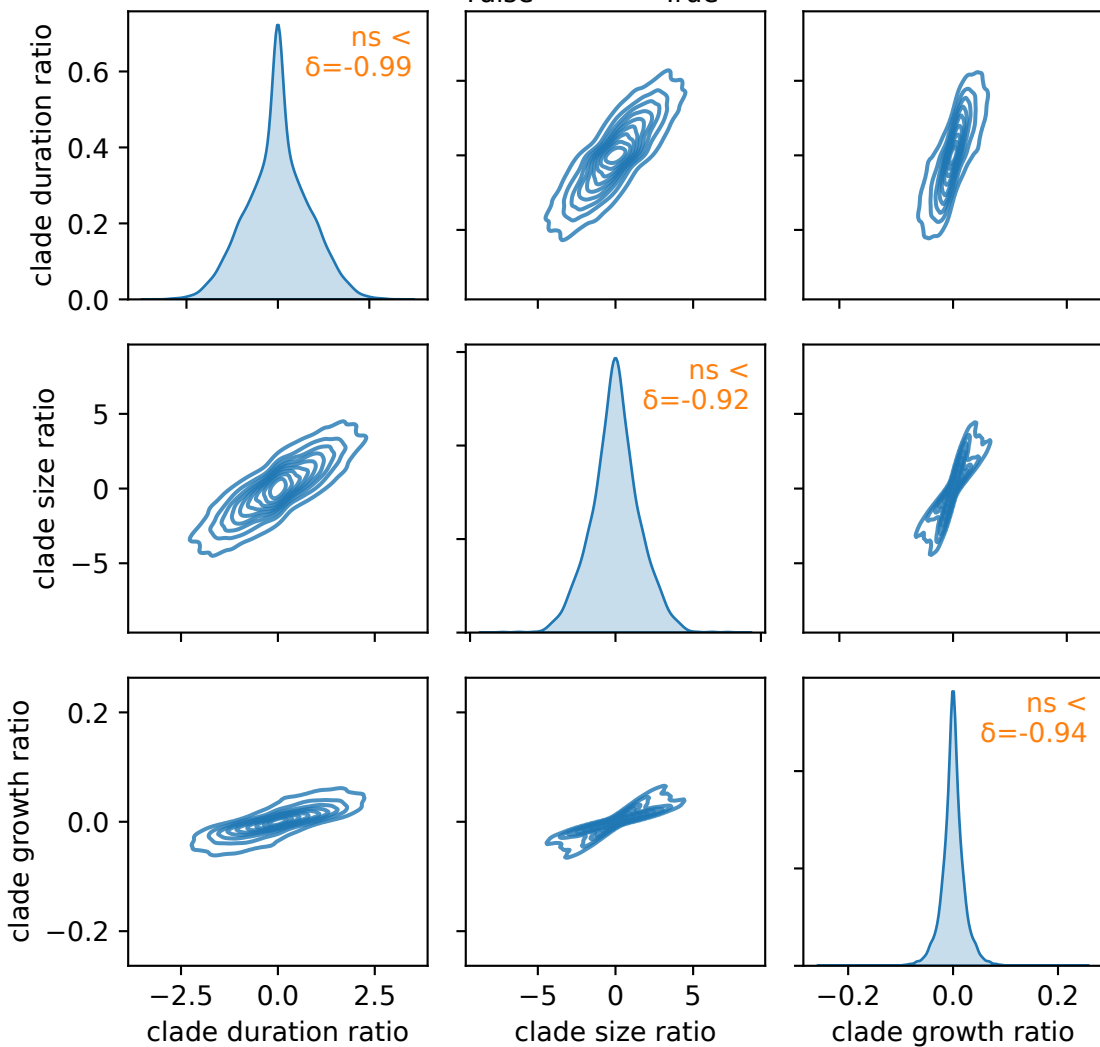 False True
clade duration ratio
0.6
0.4
0.2
0.0
ns <
δ=-0.99
clade size ratio
5
0
−5
ns <
δ=-0.92
clade growth ratio
0.2
0.0
−0.2
ns <
δ=-0.94
−2.5 0.0 2.5
−5 0 5
−0.2 0.0 0.2
clade duration ratio
clade size ratio
clade growth ratio